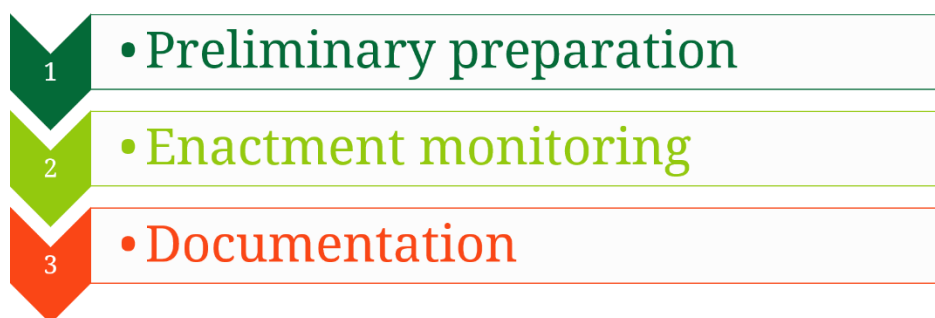 1 • Preliminary preparation
2 • Enactment monitoring
3 • Documentation